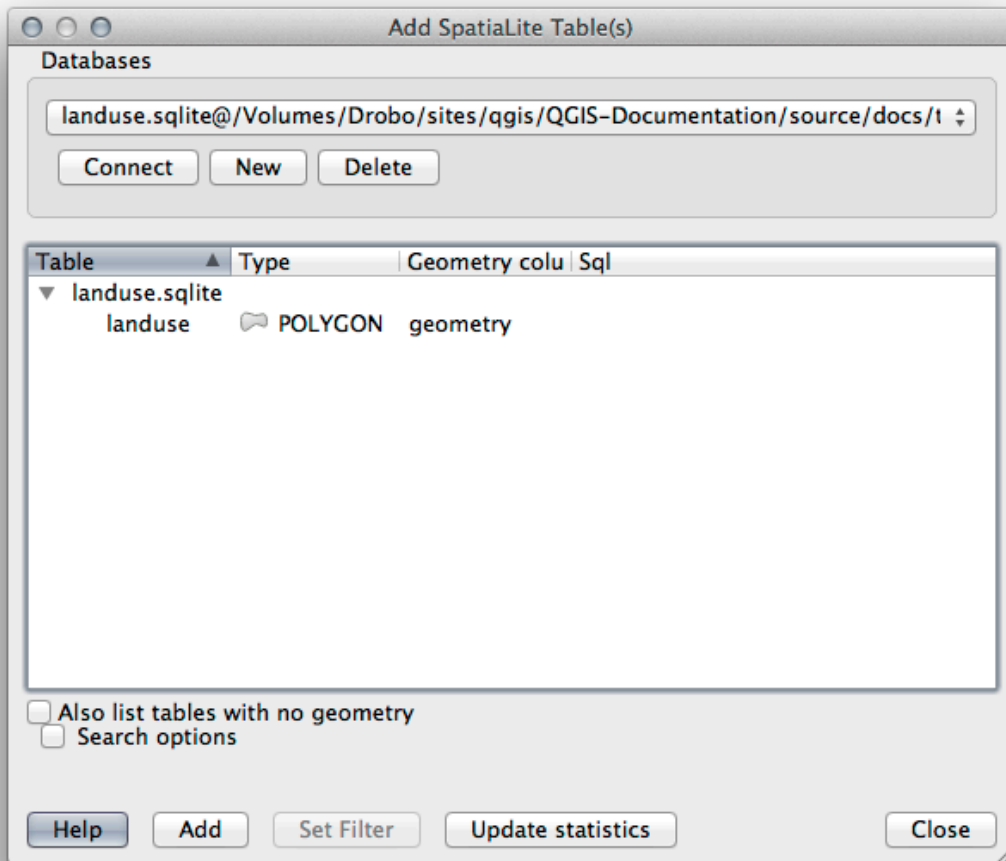 Add SpatiaLite Table(s)
Databases
landuse.sqlite@/Volumes/Drobo/sites/qgis/QGIS-Documentation/source/docs/t
Connect New Delete
Table Type Geometry colu Sql
landuse.sqlite
landuse POLYGON geometry
Also list tables with no geometry
Search options
Help Add Set Filter Update statistics Close